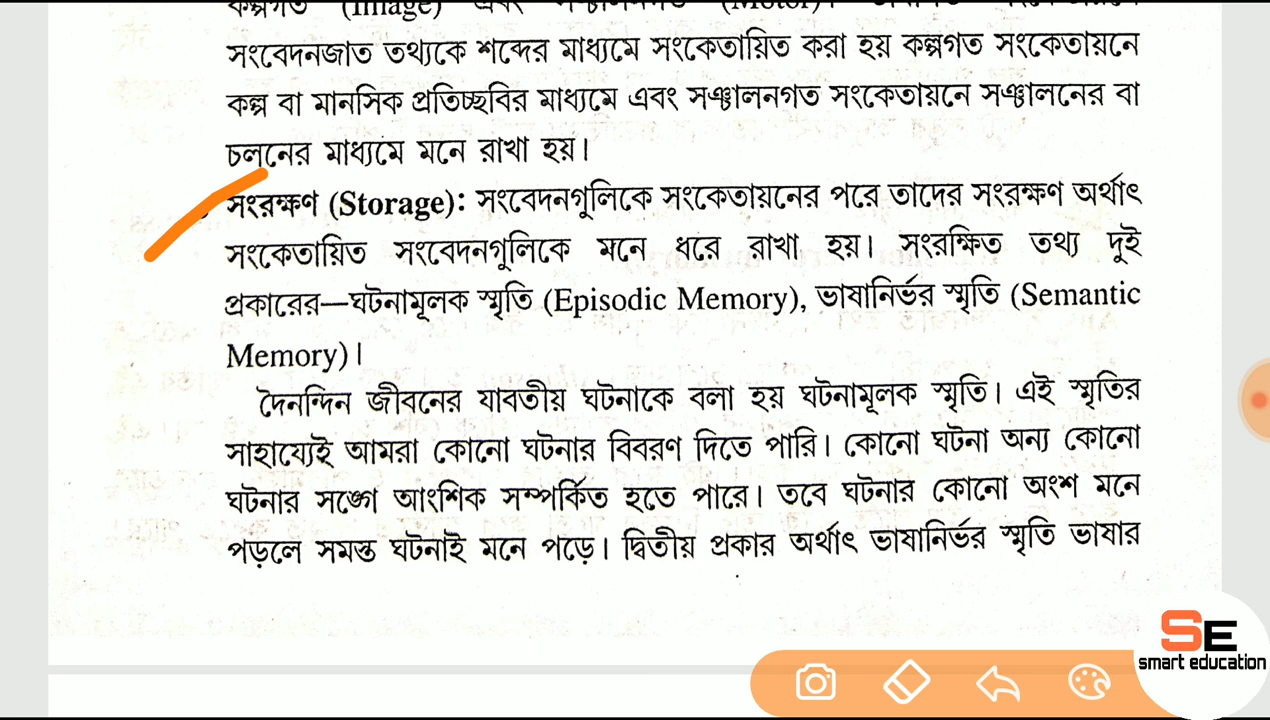 (Image) এবং (Motor)।
সংবেদনজাত তথ্যকে শব্দের মাধ্যমে সংকেতায়িত করা হয় কল্পগত সংকেতায়নে
কল্প বা মানসিক প্রতিচ্ছবির মাধ্যমে এবং সঞ্চালনগত সংকেতায়নে সঞ্চালনের বা
চলনের মাধ্যমে মনে রাখা হয়।
সংরক্ষণ (Storage): সংবেদনগুলিকে সংকেতায়নের পরে তাদের সংরক্ষণ অর্থাৎ
সংকেতায়িত সংবেদনগুলিকে মনে ধরে রাখা হয়। সংরক্ষিত তথ্য দুই
প্রকারের—ঘটনামূলক স্মৃতি (Episodic Memory), ভাষানির্ভর স্মৃতি (Semantic
Memory)।
দৈনন্দিন জীবনের যাবতীয় ঘটনাকে বলা হয় ঘটনামূলক স্মৃতি। এই স্মৃতির
সাহায্যেই আমরা কোনো ঘটনার বিবরণ দিতে পারি। কোনো ঘটনা অন্য কোনো
ঘটনার সঙ্গে আংশিক সম্পর্কিত হতে পারে। তবে ঘটনার কোনো অংশ মনে
পড়লে সমস্ত ঘটনাই মনে পড়ে। দ্বিতীয় প্রকার অর্থাৎ ভাষানির্ভর স্মৃতি ভাষার
SE
smart education